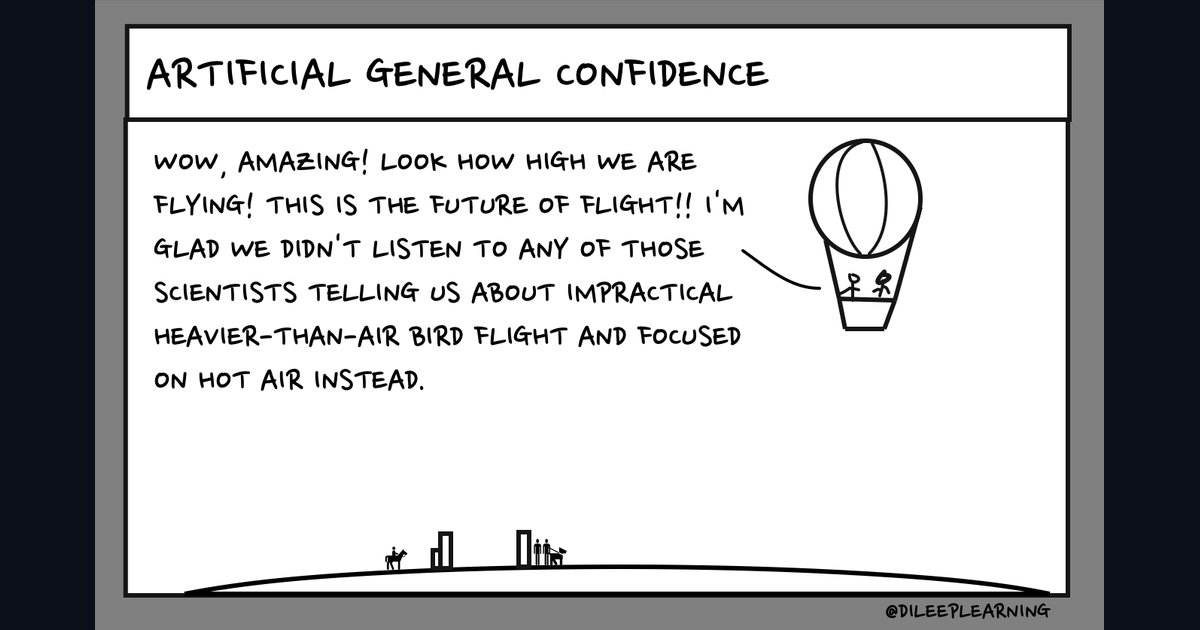 ARTIFICIAL GENERAL CONFIDENCE
WOW, AMAZING! LOOK HOW HIGH WE ARE
FLYING! THIS IS THE FUTURE OF FLIGHT!! I'M
GLAD WE DIDN'T LISTEN TO ANY OF THOSE
SCIENTISTS TELLING US ABOUT IMPRACTICAL
HEAVIER-THAN-AIR BIRD FLIGHT AND FOCUSED
ON HOT AIR INSTEAD.
@DILEEPLEARNING